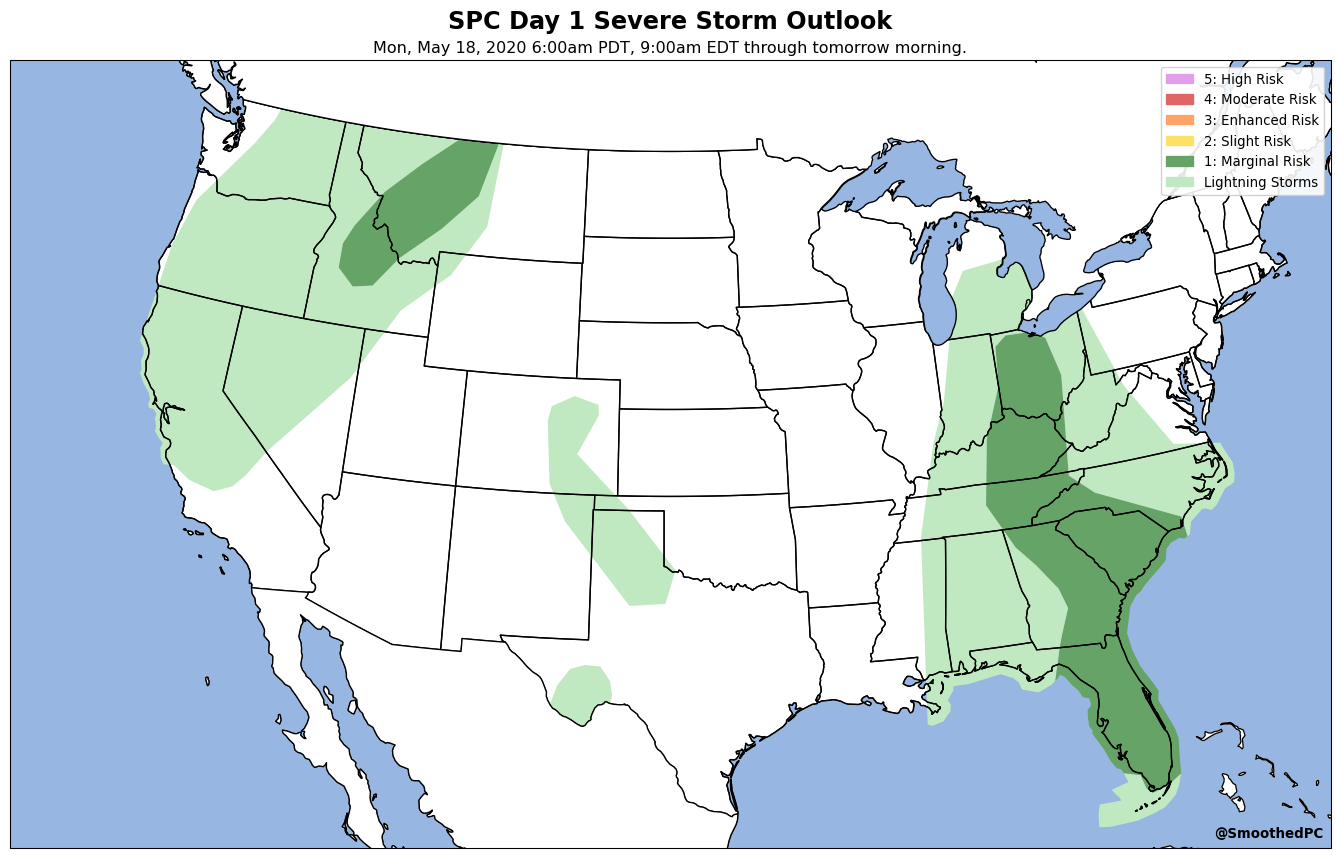 SPC Day 1 Severe Storm Outlook
Mon, May 18, 2020 6:00am PDT, 9:00am EDT through tomorrow morning.
5: High Risk
4: Moderate Risk
3: Enhanced Risk
2: Slight Risk
1: Marginal Risk
Lightning Storms
@SmoothedPC